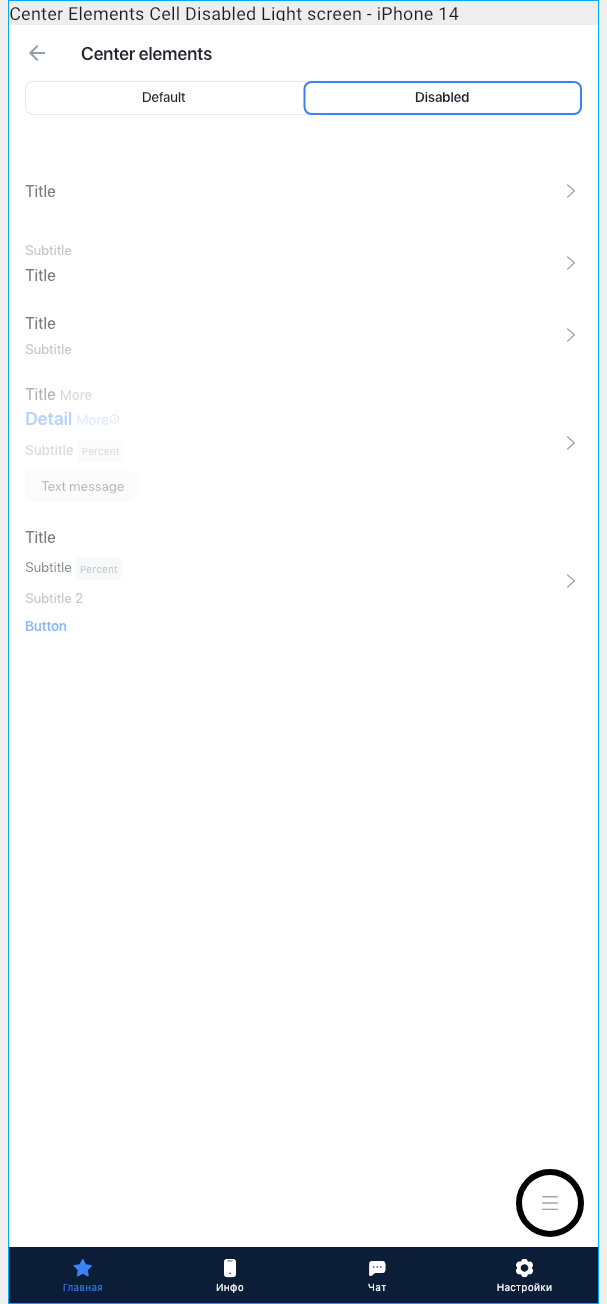 Center Elements Cell Disabled Light screen - iPhone 14
Center elements
Default Disabled
Title
Subtitle
Title
Title
Subtitle
Title More
Detail More
Subtitle Percent
Text message
Title
Subtitle Percent
Subtitle 2
Button
Главная Инфо Чат Настройки